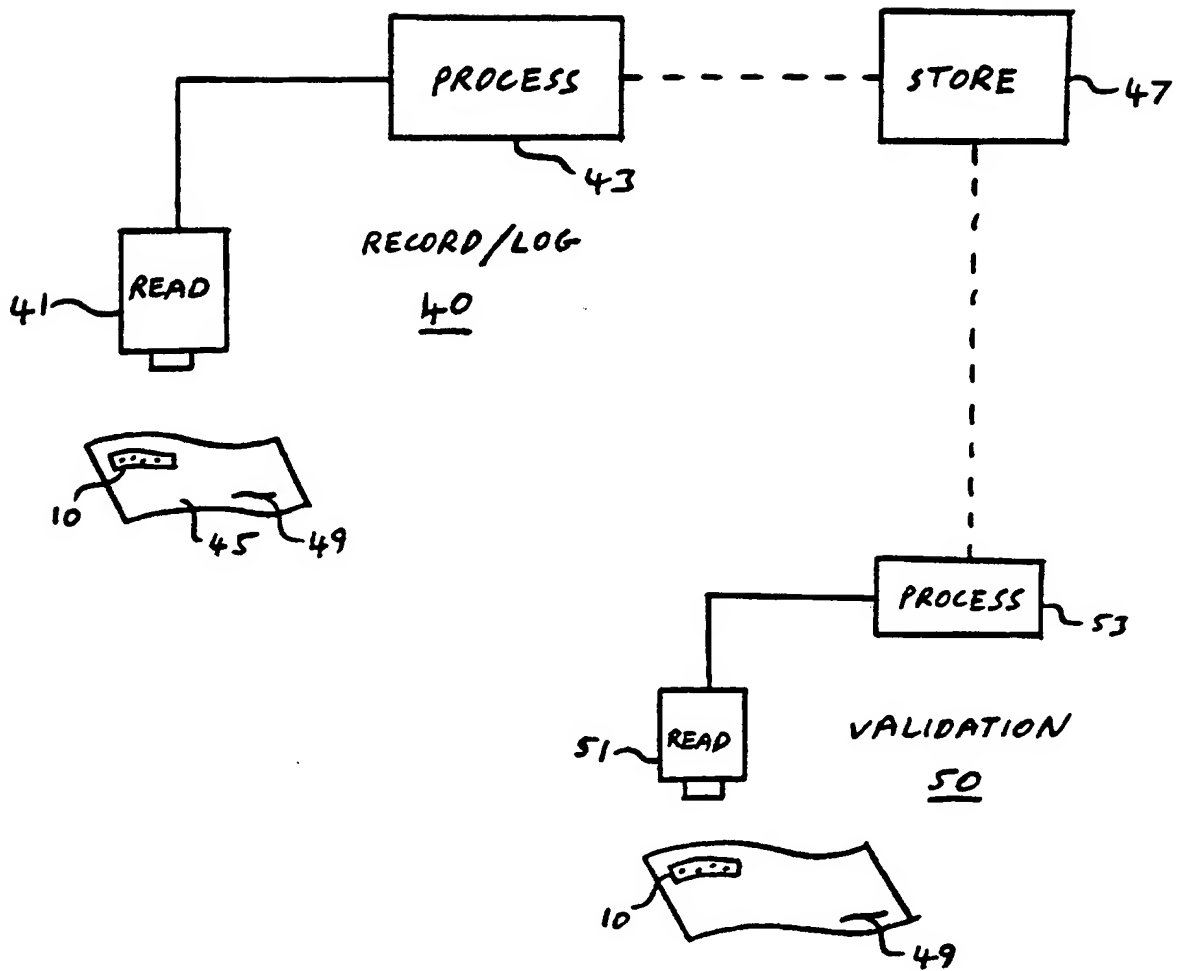 PROCESS
STORE
47
43
RECORD/LOG
40
READ
41
10
45
49
PROCESS
53
READ
51
VALIDATION
50
10
49